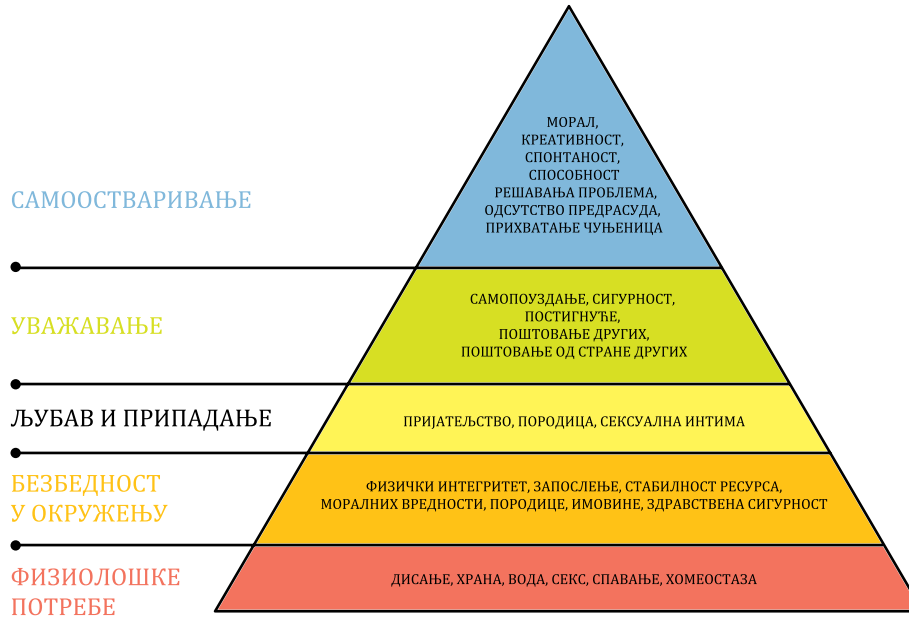 МОРАЛ,
КРЕАТИВНОСТ,
СПОНТАНОСТ,
СПОСОБНОСТ
РЕШАВАЊА ПРОБЛЕМА,
ОДСУТСТВО ПРЕДРАСУДА,
ПРИХВАТАЊЕ ЧУЊЕНИЦА
САМООСТВАРИВАЊЕ
САМОПОУЗДАЊЕ, СИГУРНОСТ,
ПОСТИГНУЋЕ,
ПОШТОВАЊЕ ДРУГИХ,
ПОШТОВАЊЕ ОД СТРАНЕ ДРУГИХ
УВАЖАВАЊЕ
ЉУБАВ И ПРИПАДАЊЕ
ПРИЈАТЕЉСТВО, ПОРОДИЦА, СЕКСУАЛНА ИНТИМА
БЕЗБЕДНОСТ
У ОКРУЖЕЊУ
ФИЗИЧКИ ИНТЕГРИТЕТ, ЗАПОСЛЕЊЕ, СТАБИЛНОСТ РЕСУРСА,
МОРАЛНИХ ВРЕДНОСТИ, ПОРОДИЦЕ, ИМОВИНЕ, ЗДРАВСТВЕНА СИГУРНОСТ
ФИЗИОЛОШКЕ
ПОТРЕБЕ
ДИСАЊЕ, ХРАНА, ВОДА, СЕКС, СПАВАЊЕ, ХОМЕОСТАЗА